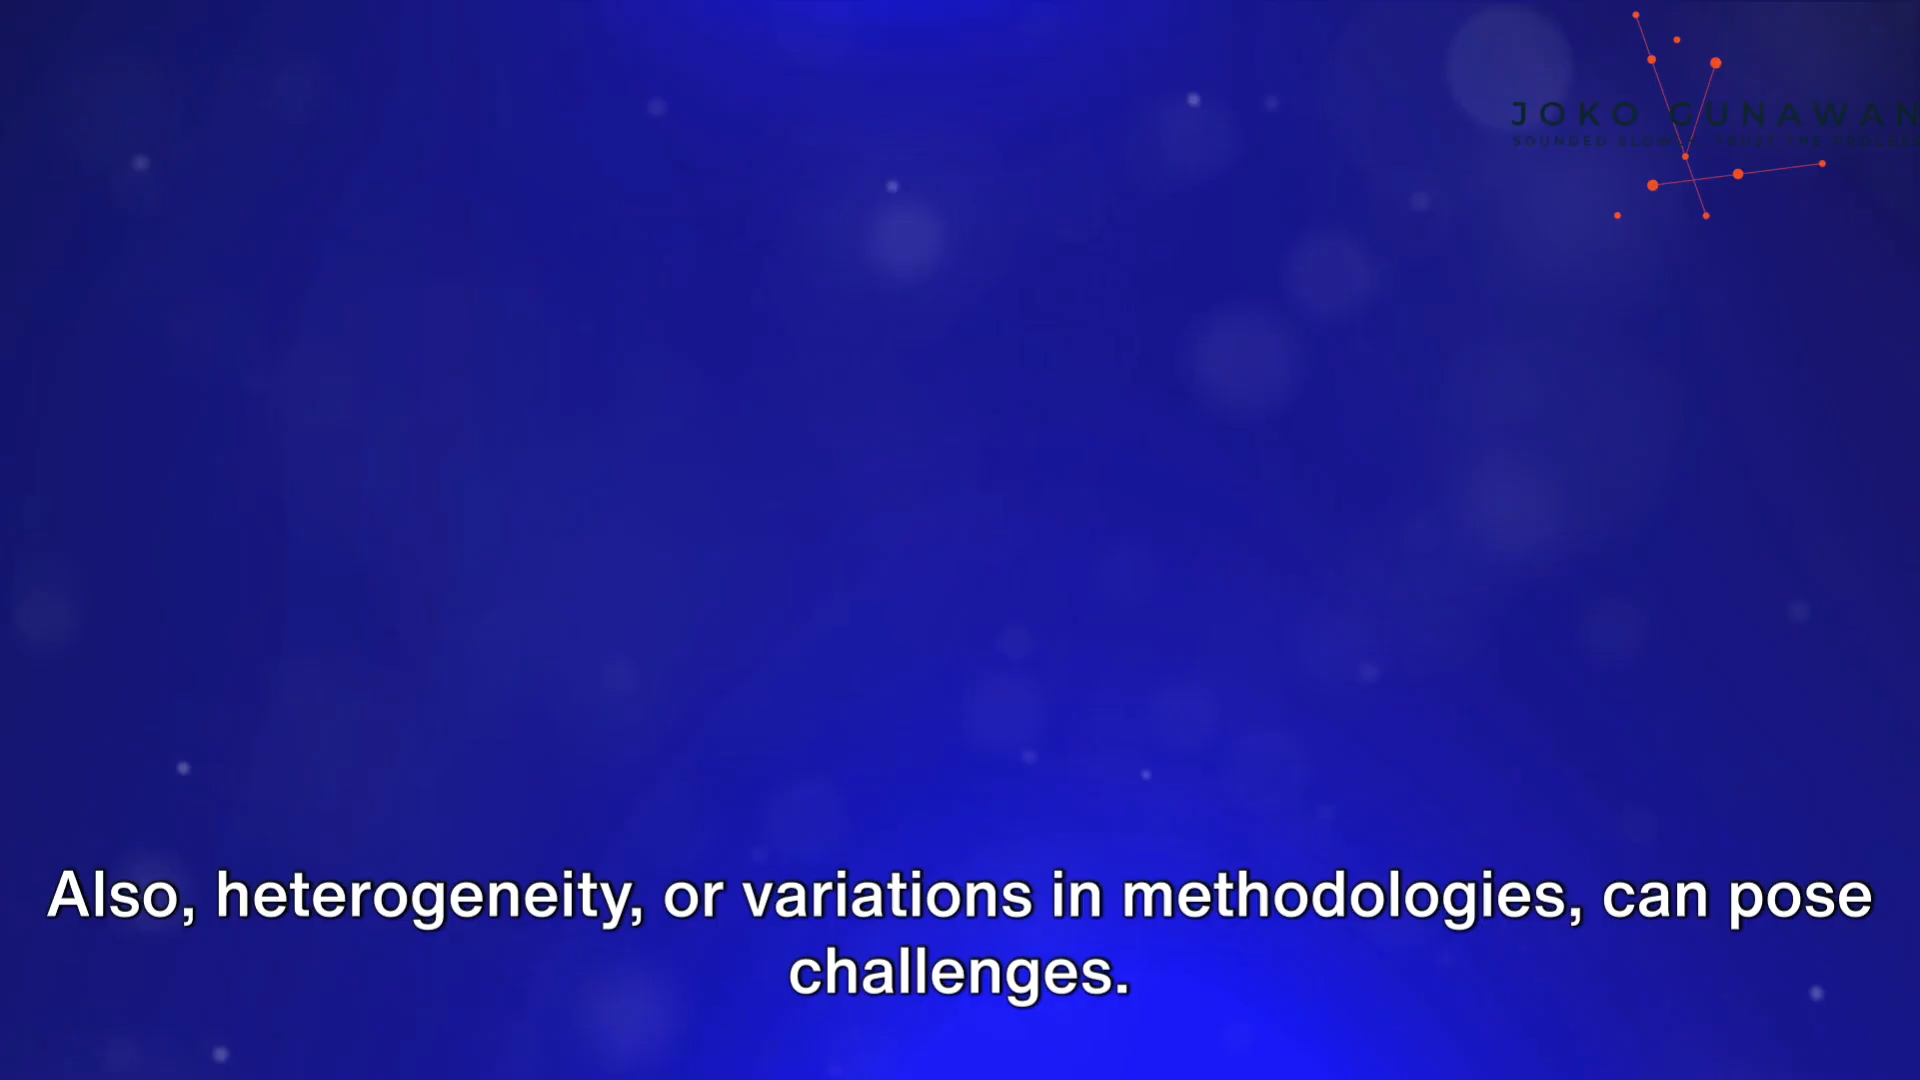 JOKO GUNAWAN
Also, heterogeneity, or variations in methodologies, can pose
challenges.